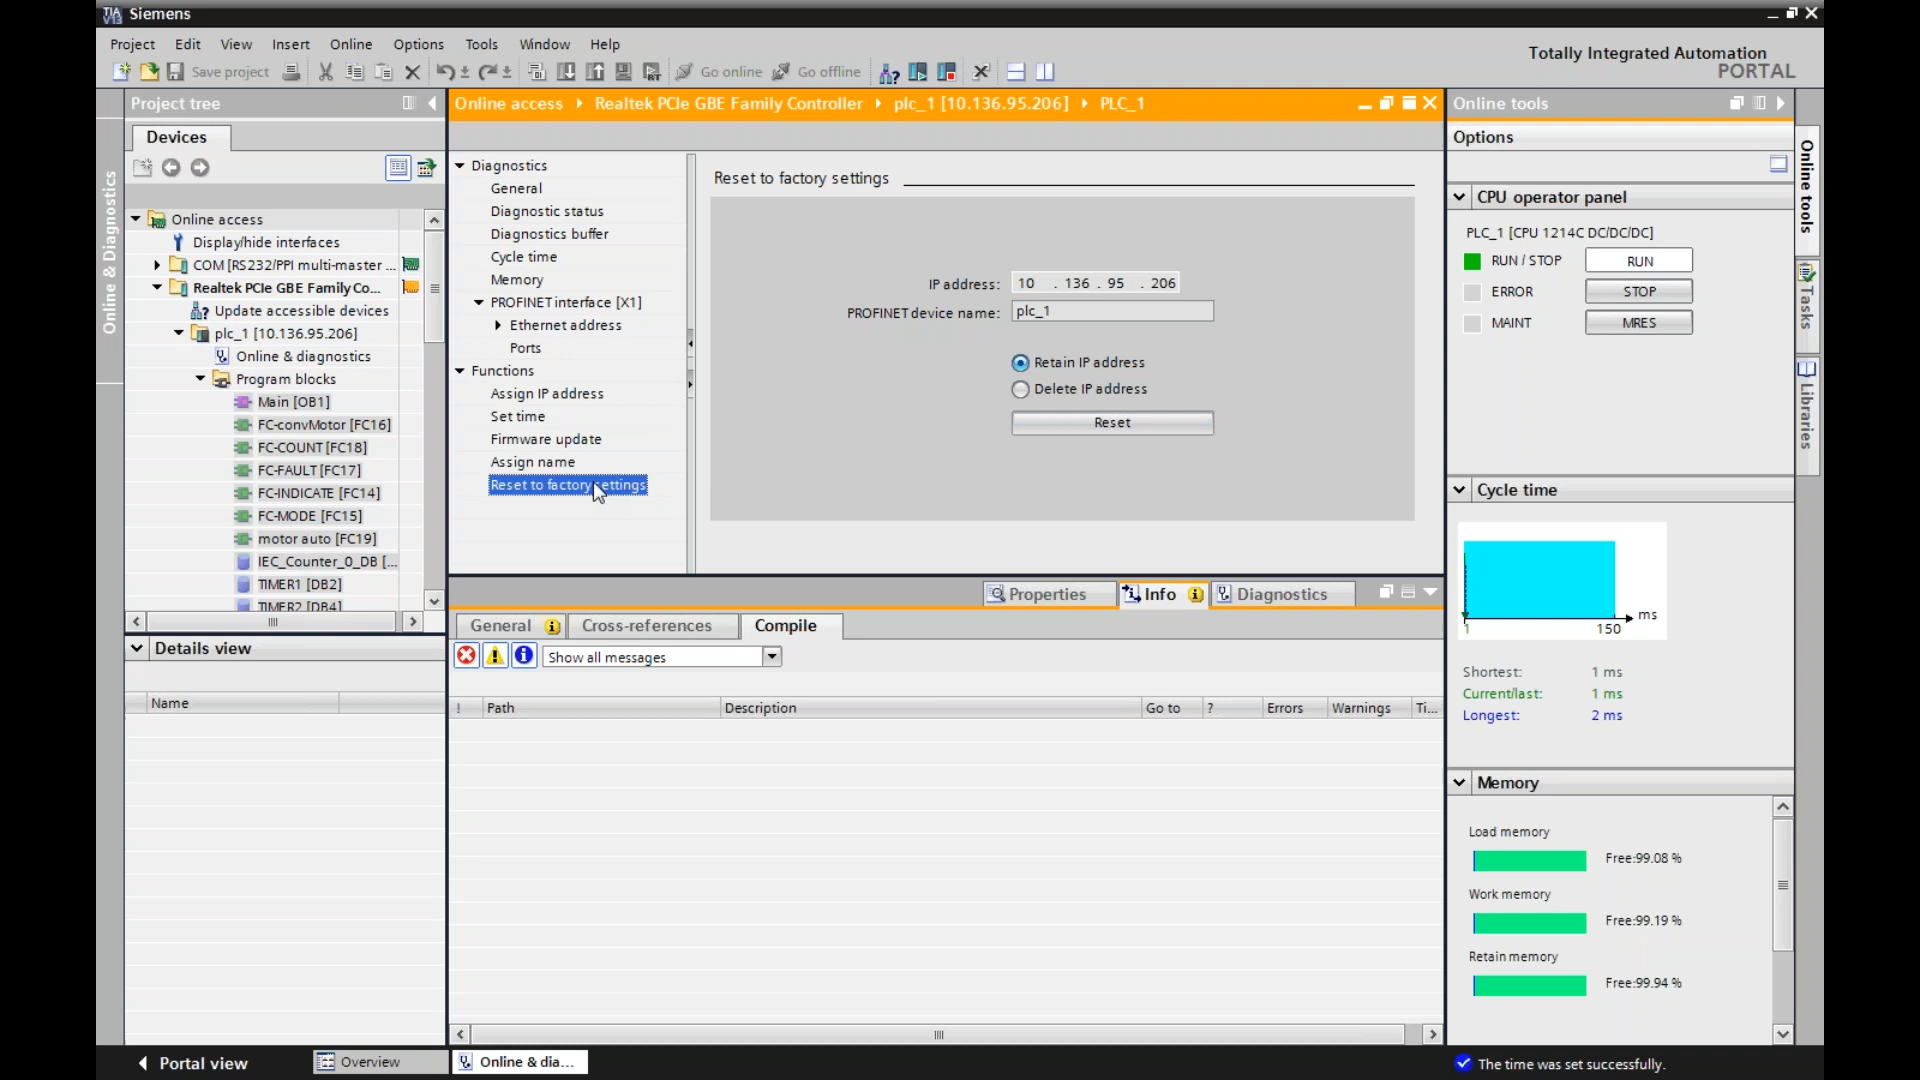 TIA V13 Siemens
Project Edit View Insert Online Options Tools Window Help
Totally Integrated Automation
PORTAL
Save project Go online Go offline
Project tree
Online access Realtek PCIe GBE Family Controller plc_1 [10.136.95.206] PLC_1
Online tools
Devices
Options
Online & Diagnostics
Online access
Display/hide interfaces
COM [RS232/PPI multi-master ...
Realtek PCIe GBE Family Co...
Update accessible devices
plc_1 [10.136.95.206]
Online & diagnostics
Program blocks
Main [OB1]
FC-convMotor [FC16]
FC-COUNT [FC18]
FC-FAULT [FC17]
FC-INDICATE [FC14]
FC-MODE [FC15]
motor auto [FC19]
IEC_Counter_0_DB [...
TIMER1 [DB2]
TIMER2 [DB4]
Details view
Name
Diagnostics
General
Diagnostic status
Diagnostics buffer
Cycle time
Memory
PROFINET interface [X1]
Ethernet address
Ports
Functions
Assign IP address
Set time
Firmware update
Assign name
Reset to factory settings
Reset to factory settings
IP address: 10 . 136 . 95 . 206
PROFINET device name: plc_1
Retain IP address
Delete IP address
Reset
Properties Info Diagnostics
General Cross-references Compile
Show all messages
! Path Description Go to ? Errors Warnings Ti...
CPU operator panel
PLC_1 [CPU 1214C DC/DC/DC]
RUN / STOP RUN
ERROR STOP
MAINT MRES
Cycle time
ms
1 150
Shortest: 1 ms
Current/last: 1 ms
Longest: 2 ms
Memory
Load memory
Free:99.08 %
Work memory
Free:99.19 %
Retain memory
Free:99.94 %
Online tools
Tasks
Libraries
Portal view Overview Online & dia... The time was set successfully.